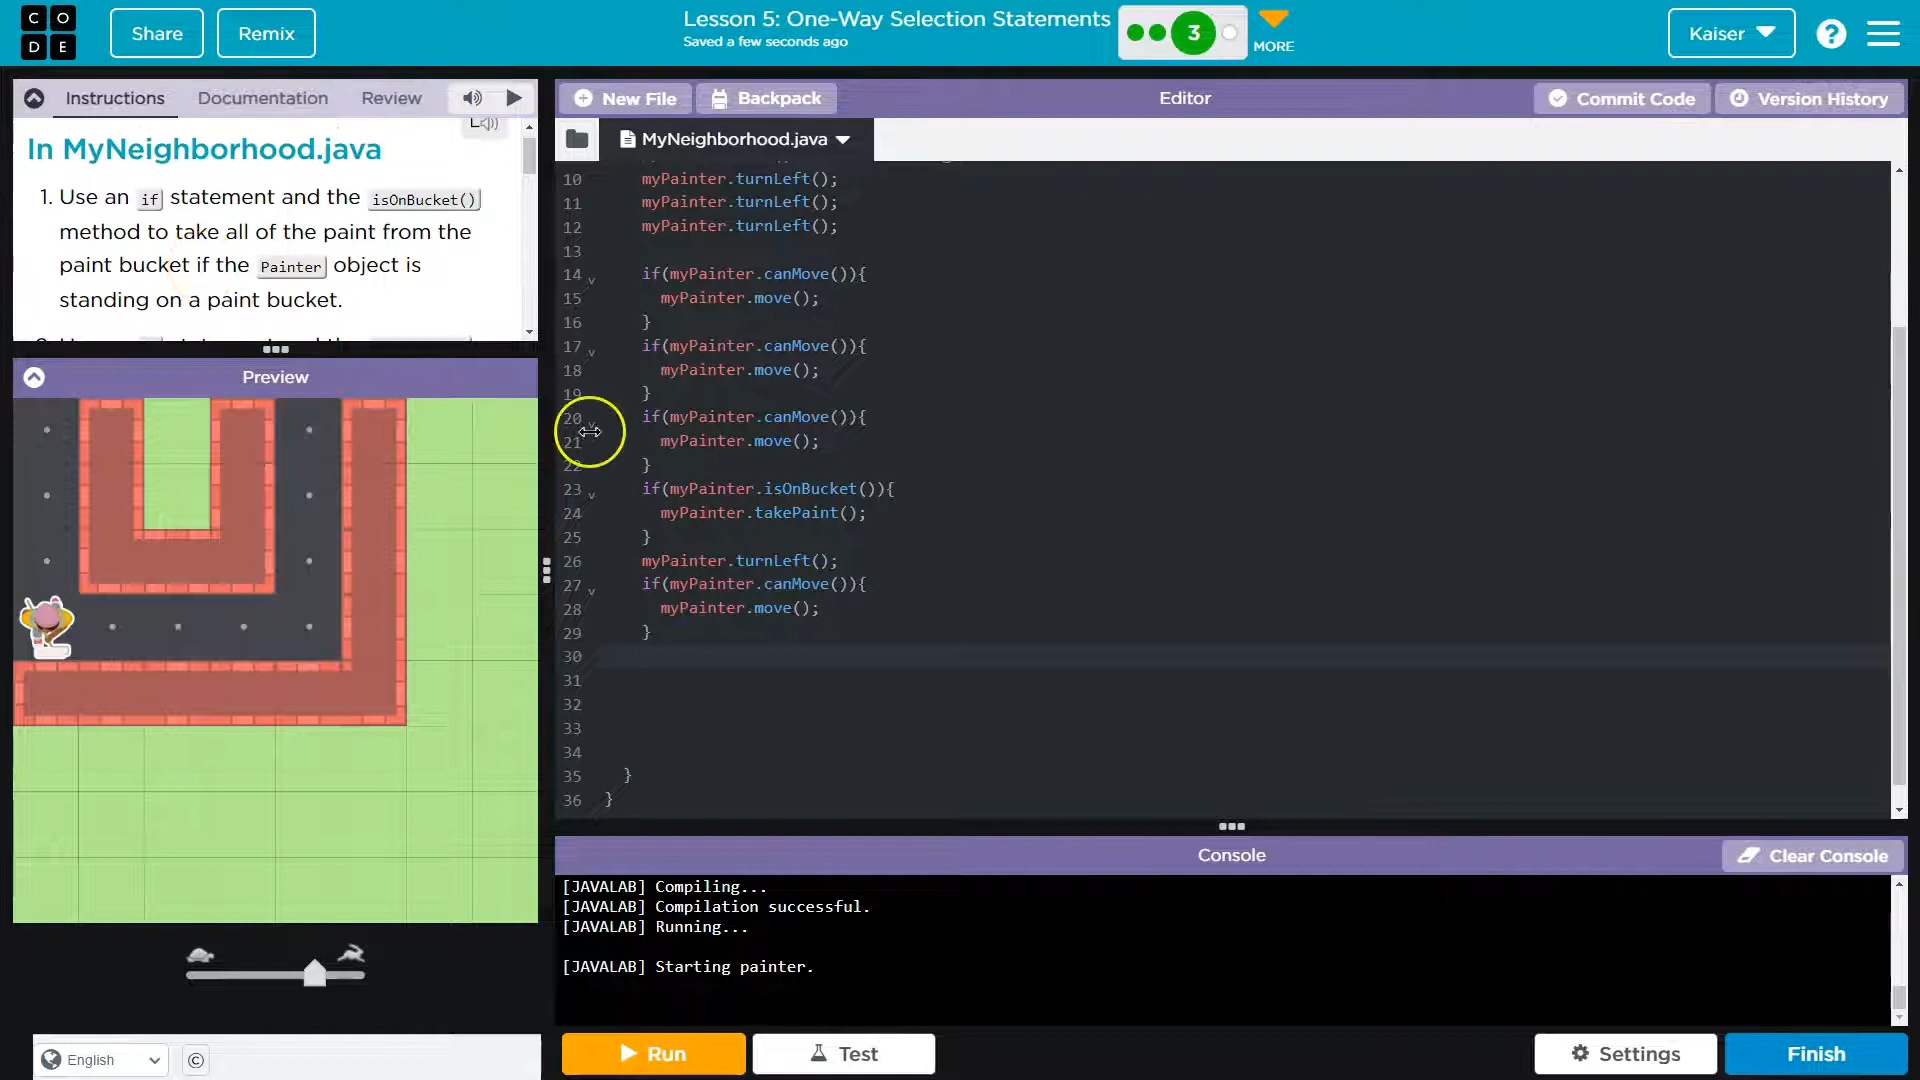 CODE
Share
Remix
Lesson 5: One-Way Selection Statements
Saved a few seconds ago
3
MORE
Kaiser
?
Instructions
Documentation
Review
In MyNeighborhood.java
1. Use an if statement and the isOnBucket()
method to take all of the paint from the
paint bucket if the Painter object is
standing on a paint bucket.
Preview
New File
Backpack
Editor
Commit Code
Version History
MyNeighborhood.java
10 myPainter.turnLeft();
11 myPainter.turnLeft();
12 myPainter.turnLeft();
13
14 if(myPainter.canMove()){
15 myPainter.move();
16 }
17 if(myPainter.canMove()){
18 myPainter.move();
19 }
20 if(myPainter.canMove()){
21 myPainter.move();
22 }
23 if(myPainter.isOnBucket()){
24 myPainter.takePaint();
25 }
26 myPainter.turnLeft();
27 if(myPainter.canMove()){
28 myPainter.move();
29 }
30
31
32
33
34
35 }
36 }
Console
Clear Console
[JAVALAB] Compiling...
[JAVALAB] Compilation successful.
[JAVALAB] Running...
[JAVALAB] Starting painter.
English
©
Run
Test
Settings
Finish